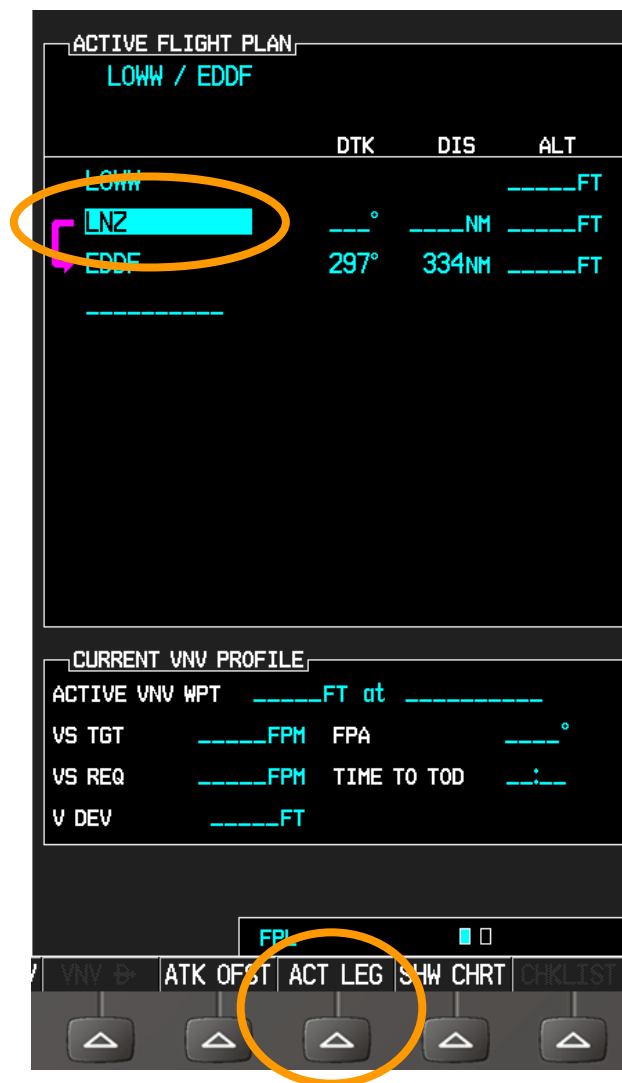 ACTIVE FLIGHT PLAN
LOWW / EDDF
DTK DIS ALT
LOWW _____FT
LNZ ___° ____NM _____FT
EDDF 297° 334NM _____FT
__________
CURRENT VNV PROFILE
ACTIVE VNV WPT _____FT at __________
VS TGT _____FPM FPA ____°
VS REQ _____FPM TIME TO TOD __:__
V DEV _____FT
FPL
VNV ATK OFST ACT LEG SHW CHRT CHKLIST